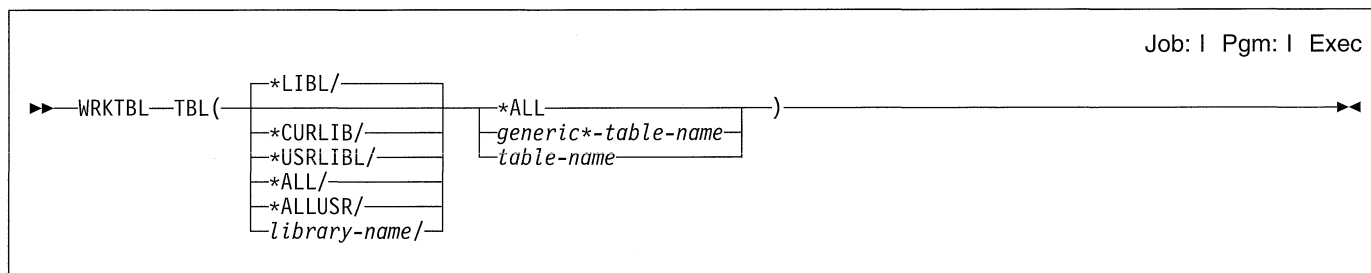 Job: I Pgm: I Exec
*LIBL/
WRKTBL TBL( *ALL )
*CURLIB/ generic*-table-name
*USRLIBL/ table-name
*ALL/
*ALLUSR/
library-name/